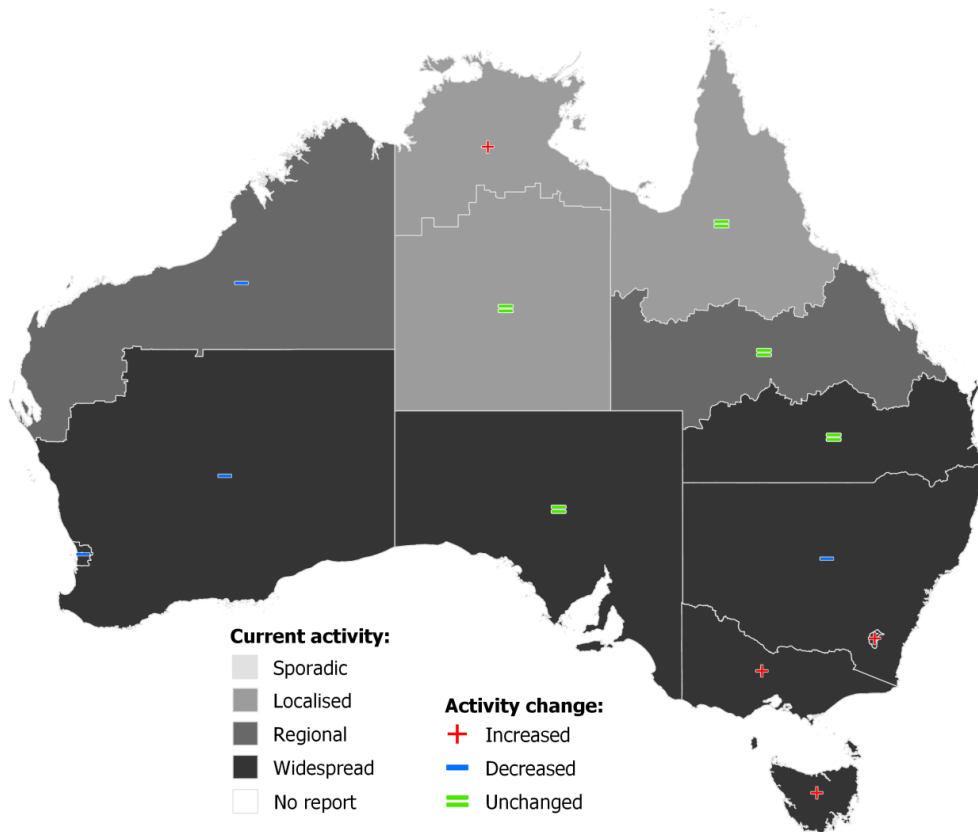 Current activity:
Sporadic
Localised
Regional
Widespread
No report
Activity change:
Increased
Decreased
Unchanged